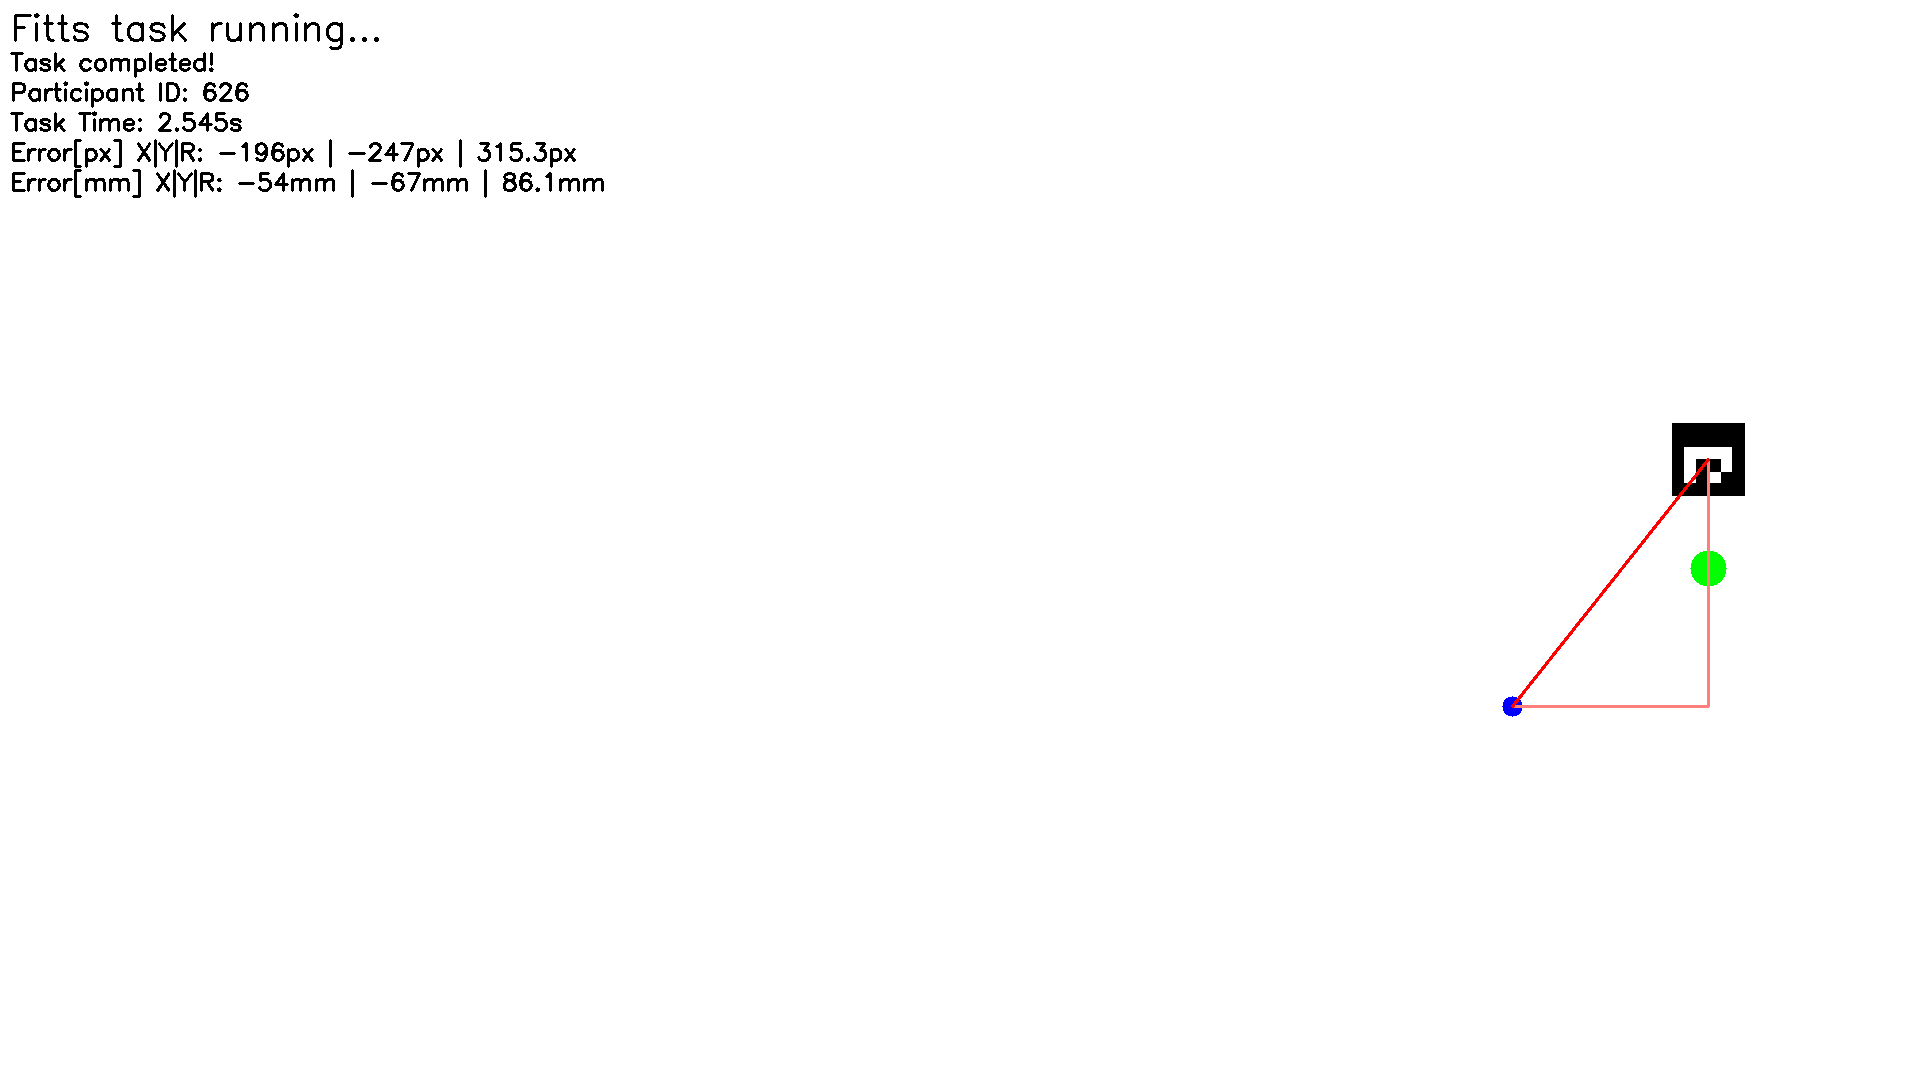 Fitts task running...
Task completed!
Participant ID: 626
Task Time: 2.545s
Error[px] X|Y|R: -196px | -247px | 315.3px
Error[mm] X|Y|R: -54mm | -67mm | 86.1mm